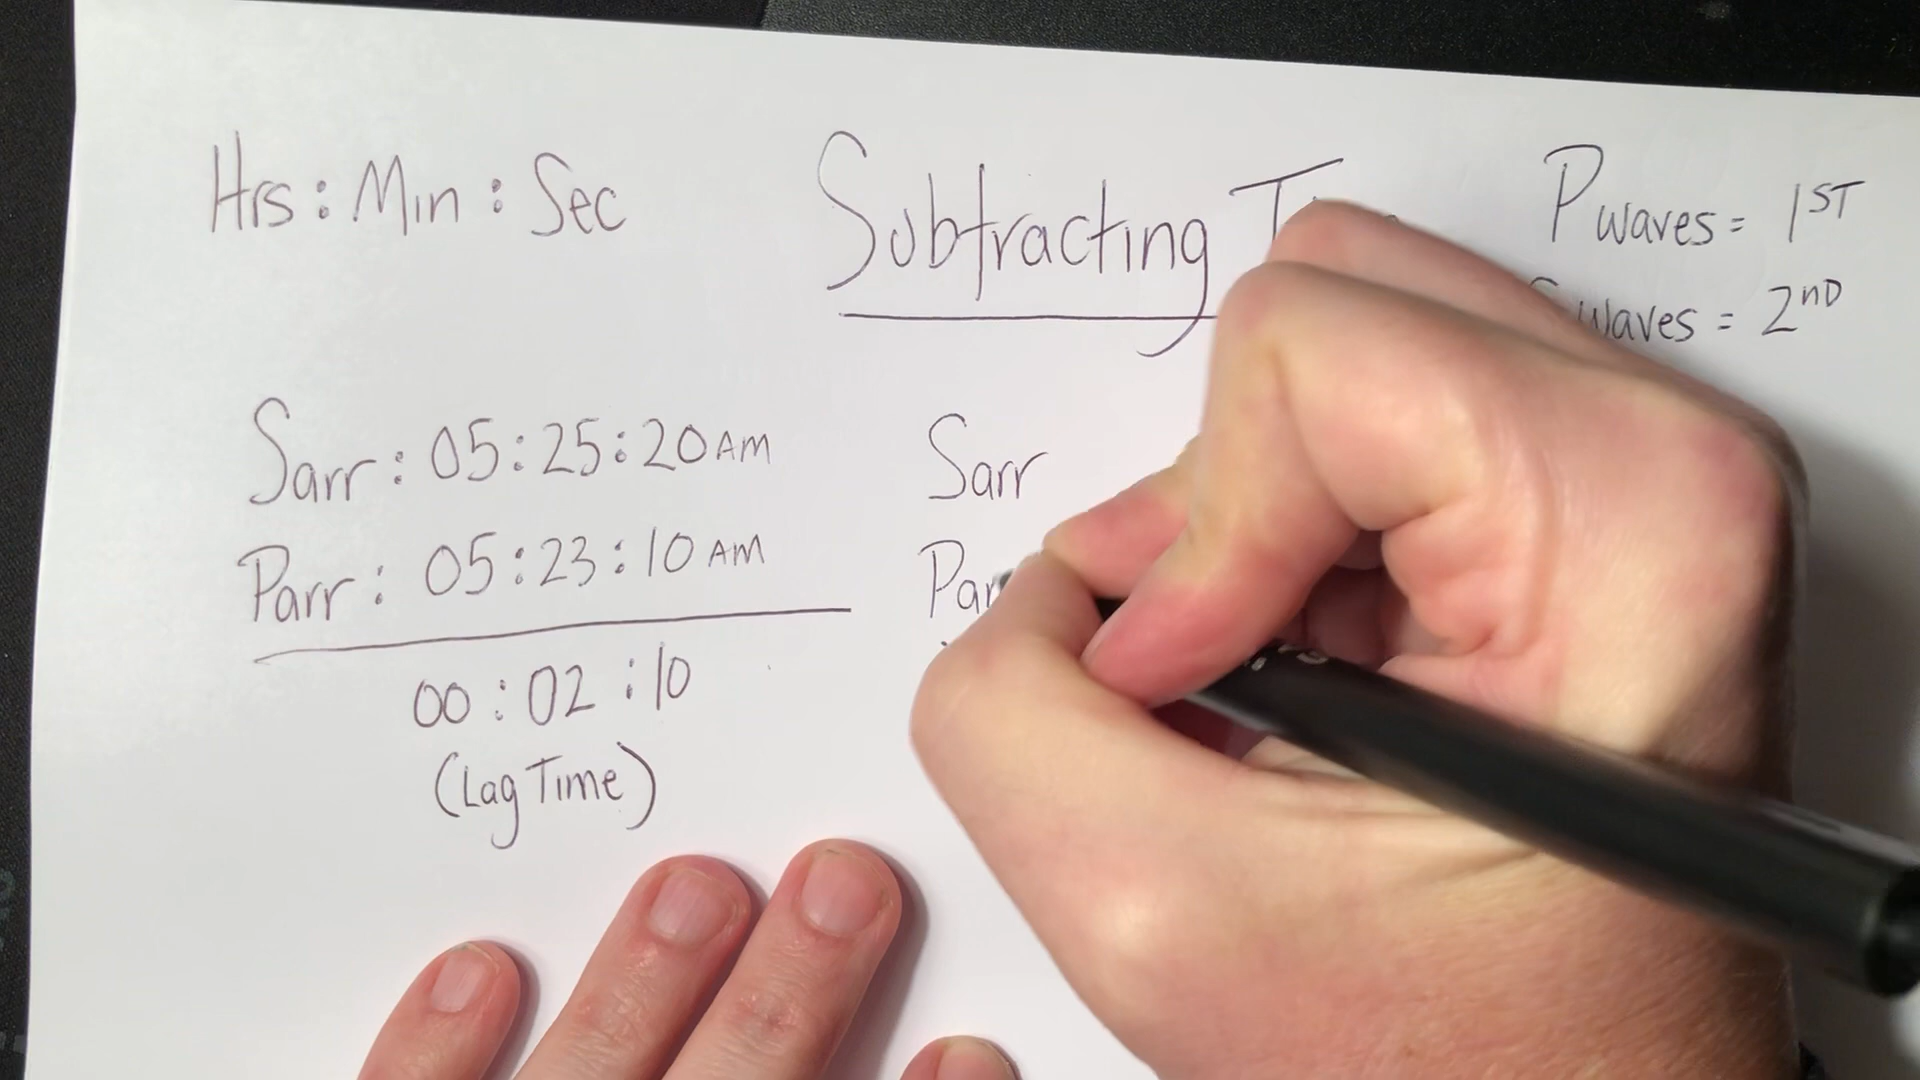 Hrs : Min : Sec
Subtracting
P waves = 1ST
waves = 2nD
Sarr : 05:25:20 AM
Parr : 05:23:10 AM
00 : 02 : 10
(Lag Time)
Sarr